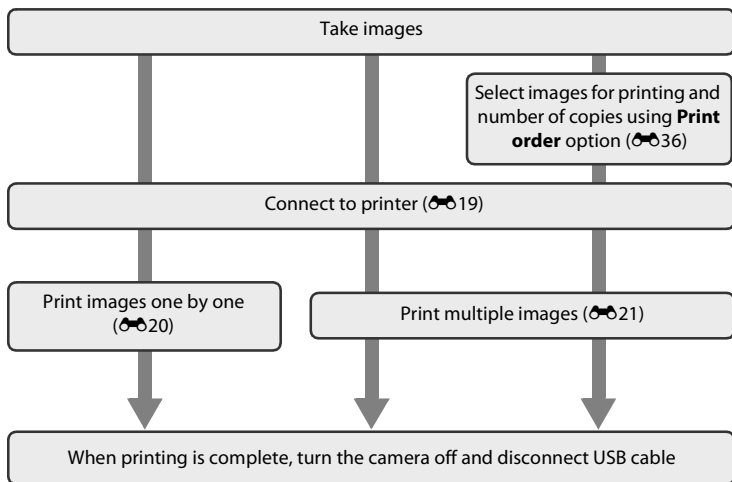 Take images
Select images for printing and
number of copies using Print
order option (36)
Connect to printer (19)
Print images one by one
(20)
Print multiple images (21)
When printing is complete, turn the camera off and disconnect USB cable